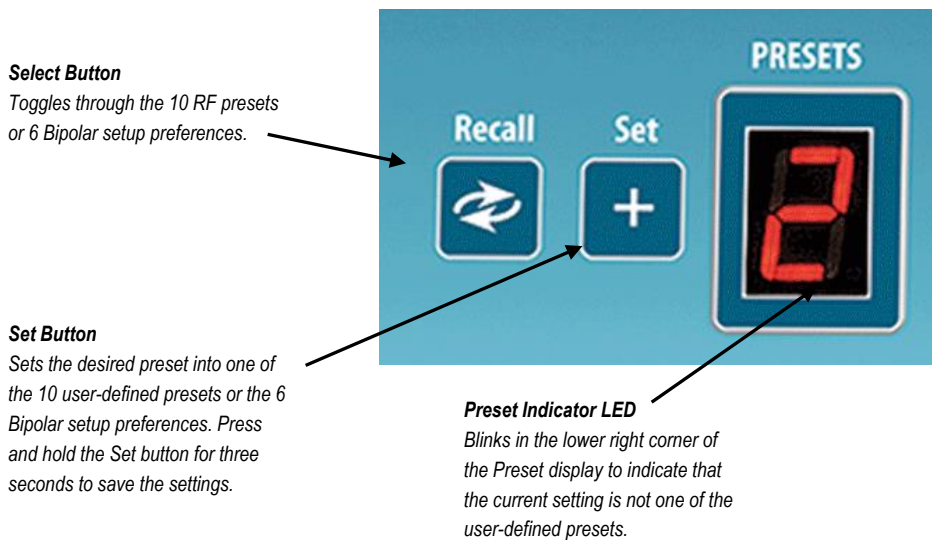 Select Button
Toggles through the 10 RF presets
or 6 Bipolar setup preferences.
PRESETS
Recall
Set
+
2
Set Button
Sets the desired preset into one of
the 10 user-defined presets or the 6
Bipolar setup preferences. Press
and hold the Set button for three
seconds to save the settings.
Preset Indicator LED
Blinks in the lower right corner of
the Preset display to indicate that
the current setting is not one of the
user-defined presets.